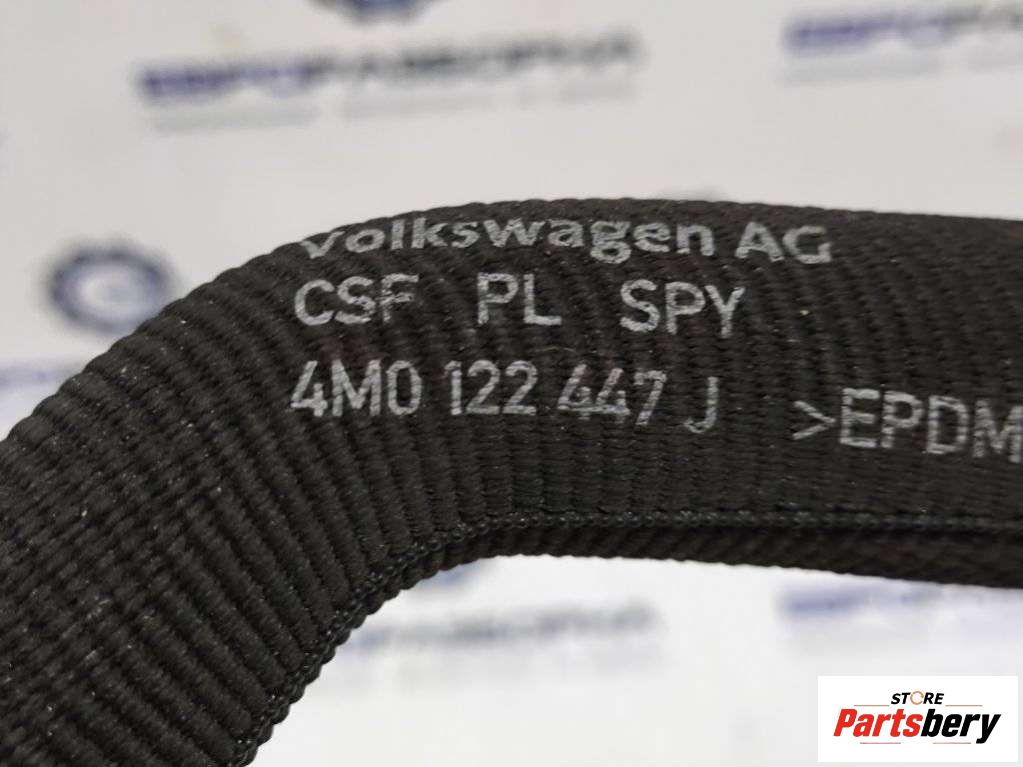 Volkswagen AG
CSF PL SPY
4M0 122 447 J >EPDM
STORE
Partsbery